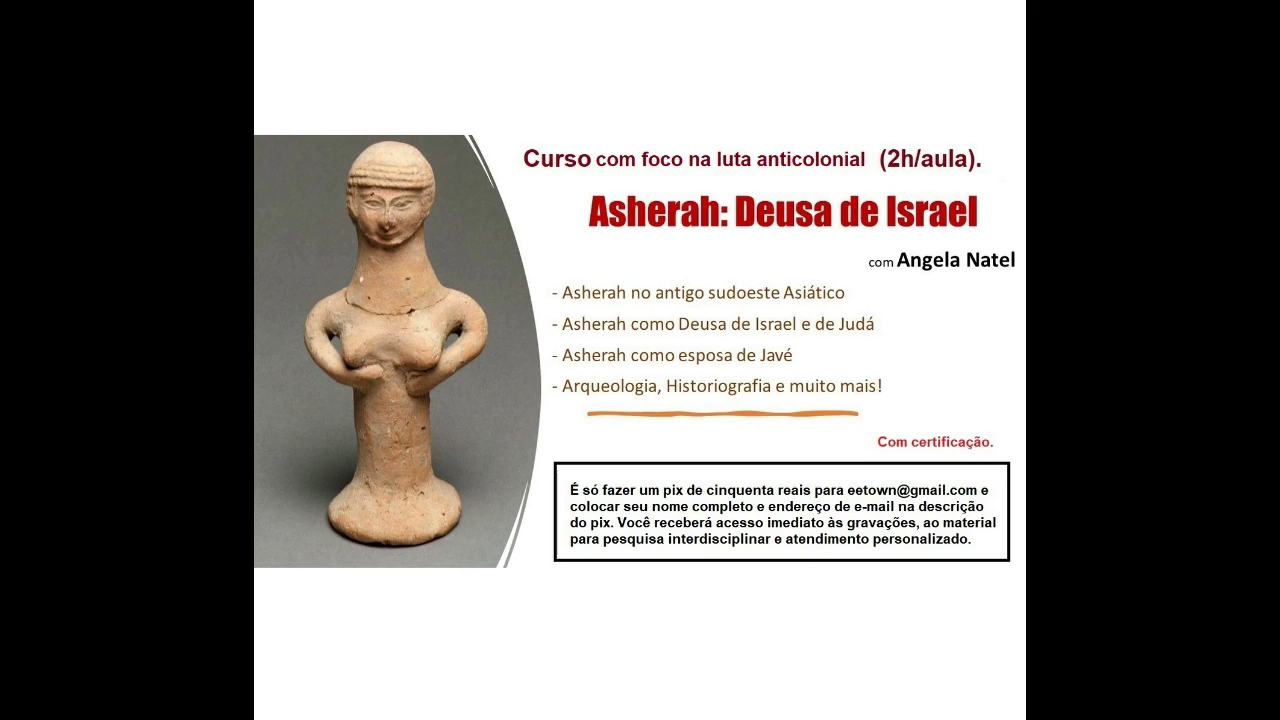 Curso com foco na luta anticolonial (2h/aula).
Asherah: Deusa de Israel
com Angela Natel
- Asherah no antigo sudoeste Asiático
- Asherah como Deusa de Israel e de Judá
- Asherah como esposa de Javé
- Arqueologia, Historiografia e muito mais!
Com certificação.
É só fazer um pix de cinquenta reais para eetown@gmail.com e
colocar seu nome completo e endereço de e-mail na descrição
do pix. Você receberá acesso imediato às gravações, ao material
para pesquisa interdisciplinar e atendimento personalizado.